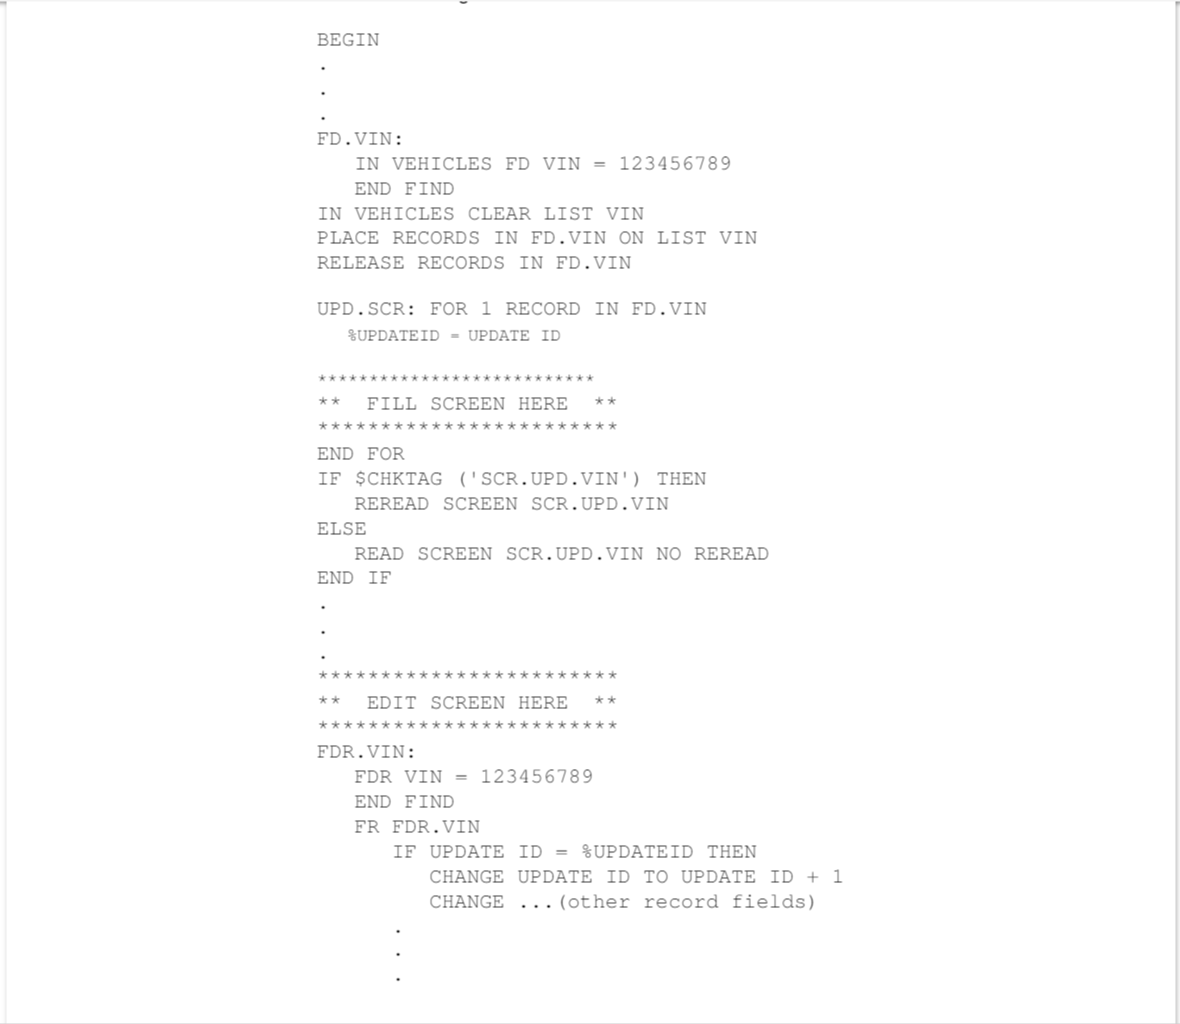 BEGIN
.
.
.
FD.VIN:
IN VEHICLES FD VIN = 123456789
END FIND
IN VEHICLES CLEAR LIST VIN
PLACE RECORDS IN FD.VIN ON LIST VIN
RELEASE RECORDS IN FD.VIN
UPD.SCR: FOR 1 RECORD IN FD.VIN
%UPDATEID = UPDATE ID
***************************
** FILL SCREEN HERE **
************************
END FOR
IF $CHKTAG ('SCR.UPD.VIN') THEN
REREAD SCREEN SCR.UPD.VIN
ELSE
READ SCREEN SCR.UPD.VIN NO REREAD
END IF
.
.
.
************************
** EDIT SCREEN HERE **
************************
FDR.VIN:
FDR VIN = 123456789
END FIND
FR FDR.VIN
IF UPDATE ID = %UPDATEID THEN
CHANGE UPDATE ID TO UPDATE ID + 1
CHANGE ...(other record fields)
.
.
.